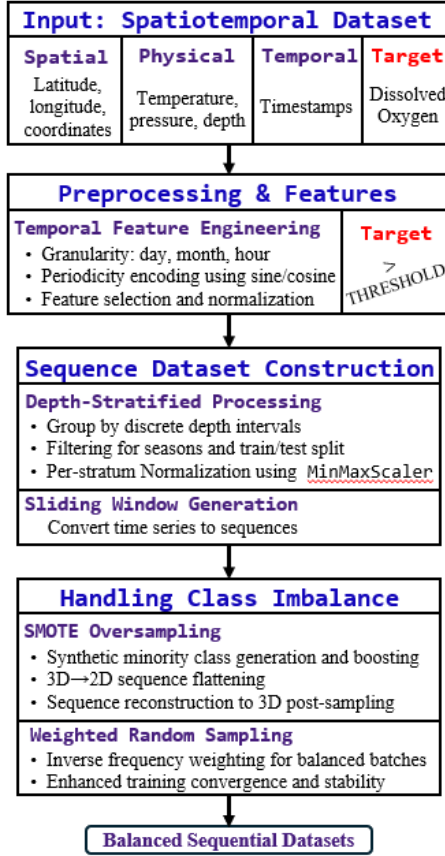 Input: Spatiotemporal Dataset
Spatial
Latitude,
longitude,
coordinates
Physical
Temperature,
pressure, depth
Temporal
Timestamps
Target
Dissolved
Oxygen
Preprocessing & Features
Temporal Feature Engineering
• Granularity: day, month, hour
• Periodicity encoding using sine/cosine
• Feature selection and normalization
Target
>
THRESHOLD
Sequence Dataset Construction
Depth-Stratified Processing
• Group by discrete depth intervals
• Filtering for seasons and train/test split
• Per-stratum Normalization using MinMaxScaler
Sliding Window Generation
Convert time series to sequences
Handling Class Imbalance
SMOTE Oversampling
• Synthetic minority class generation and boosting
• 3D→2D sequence flattening
• Sequence reconstruction to 3D post-sampling
Weighted Random Sampling
• Inverse frequency weighting for balanced batches
• Enhanced training convergence and stability
Balanced Sequential Datasets